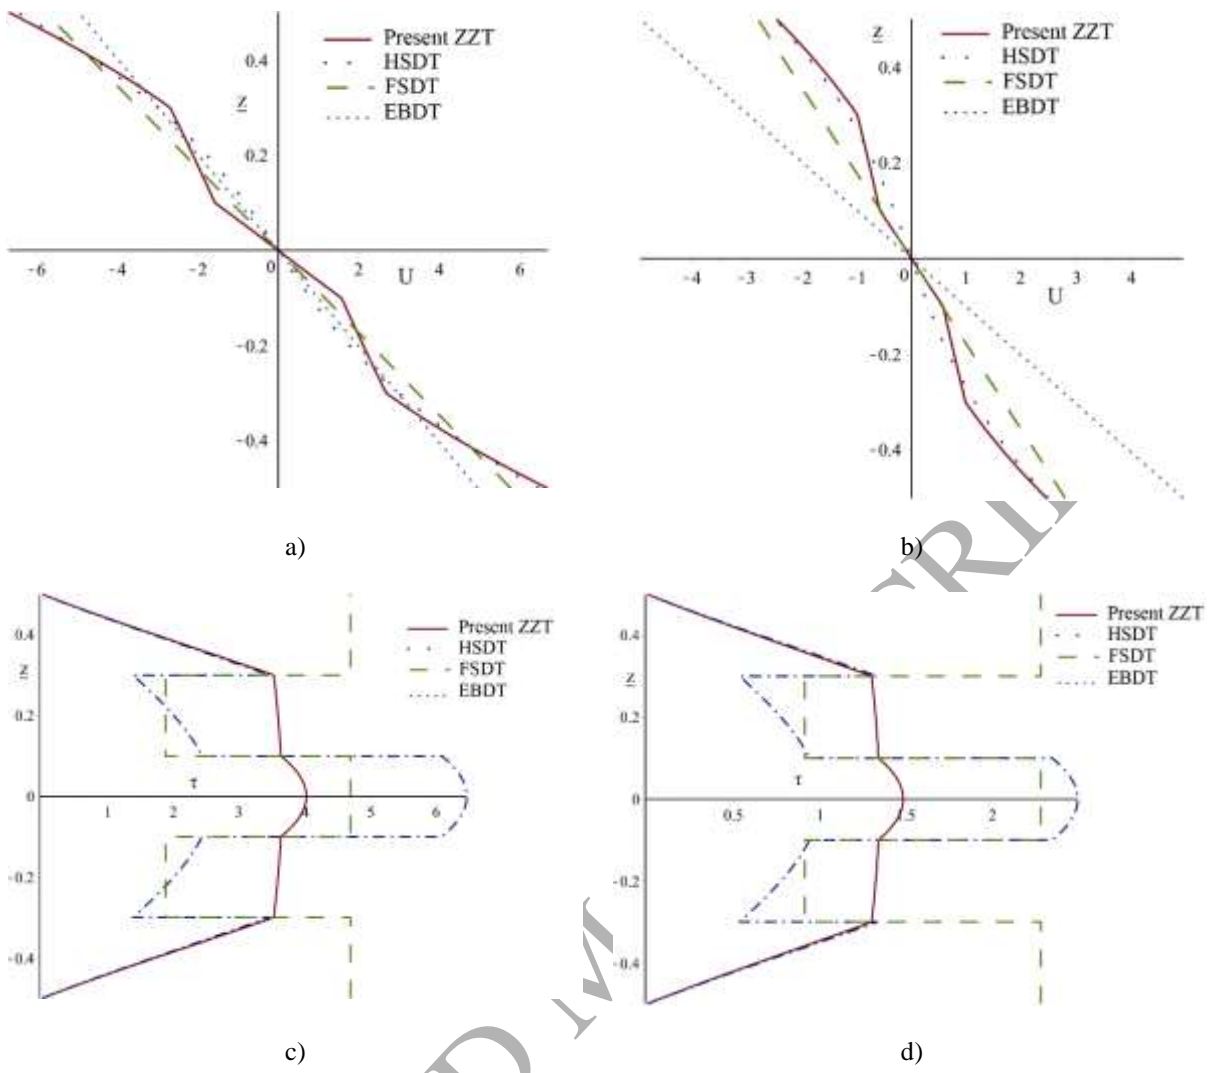 Present ZZT
HSDT
FSDT
EBDT
z
0.4
0.2
-6 -4 -2 0 2 4 6
U
-0.2
-0.4
a)
Present ZZT
HSDT
FSDT
EBDT
z
0.4
0.2
-4 -3 -2 -1 0 1 2 3 4
U
-0.2
-0.4
b)
Present ZZT
HSDT
FSDT
EBDT
z
0.4
0.2
τ
0
1 2 3 4 5 6
-0.2
-0.4
c)
Present ZZT
HSDT
FSDT
EBDT
z
0.4
0.2
τ
0
0.5 1 1.5 2
-0.2
-0.4
d)